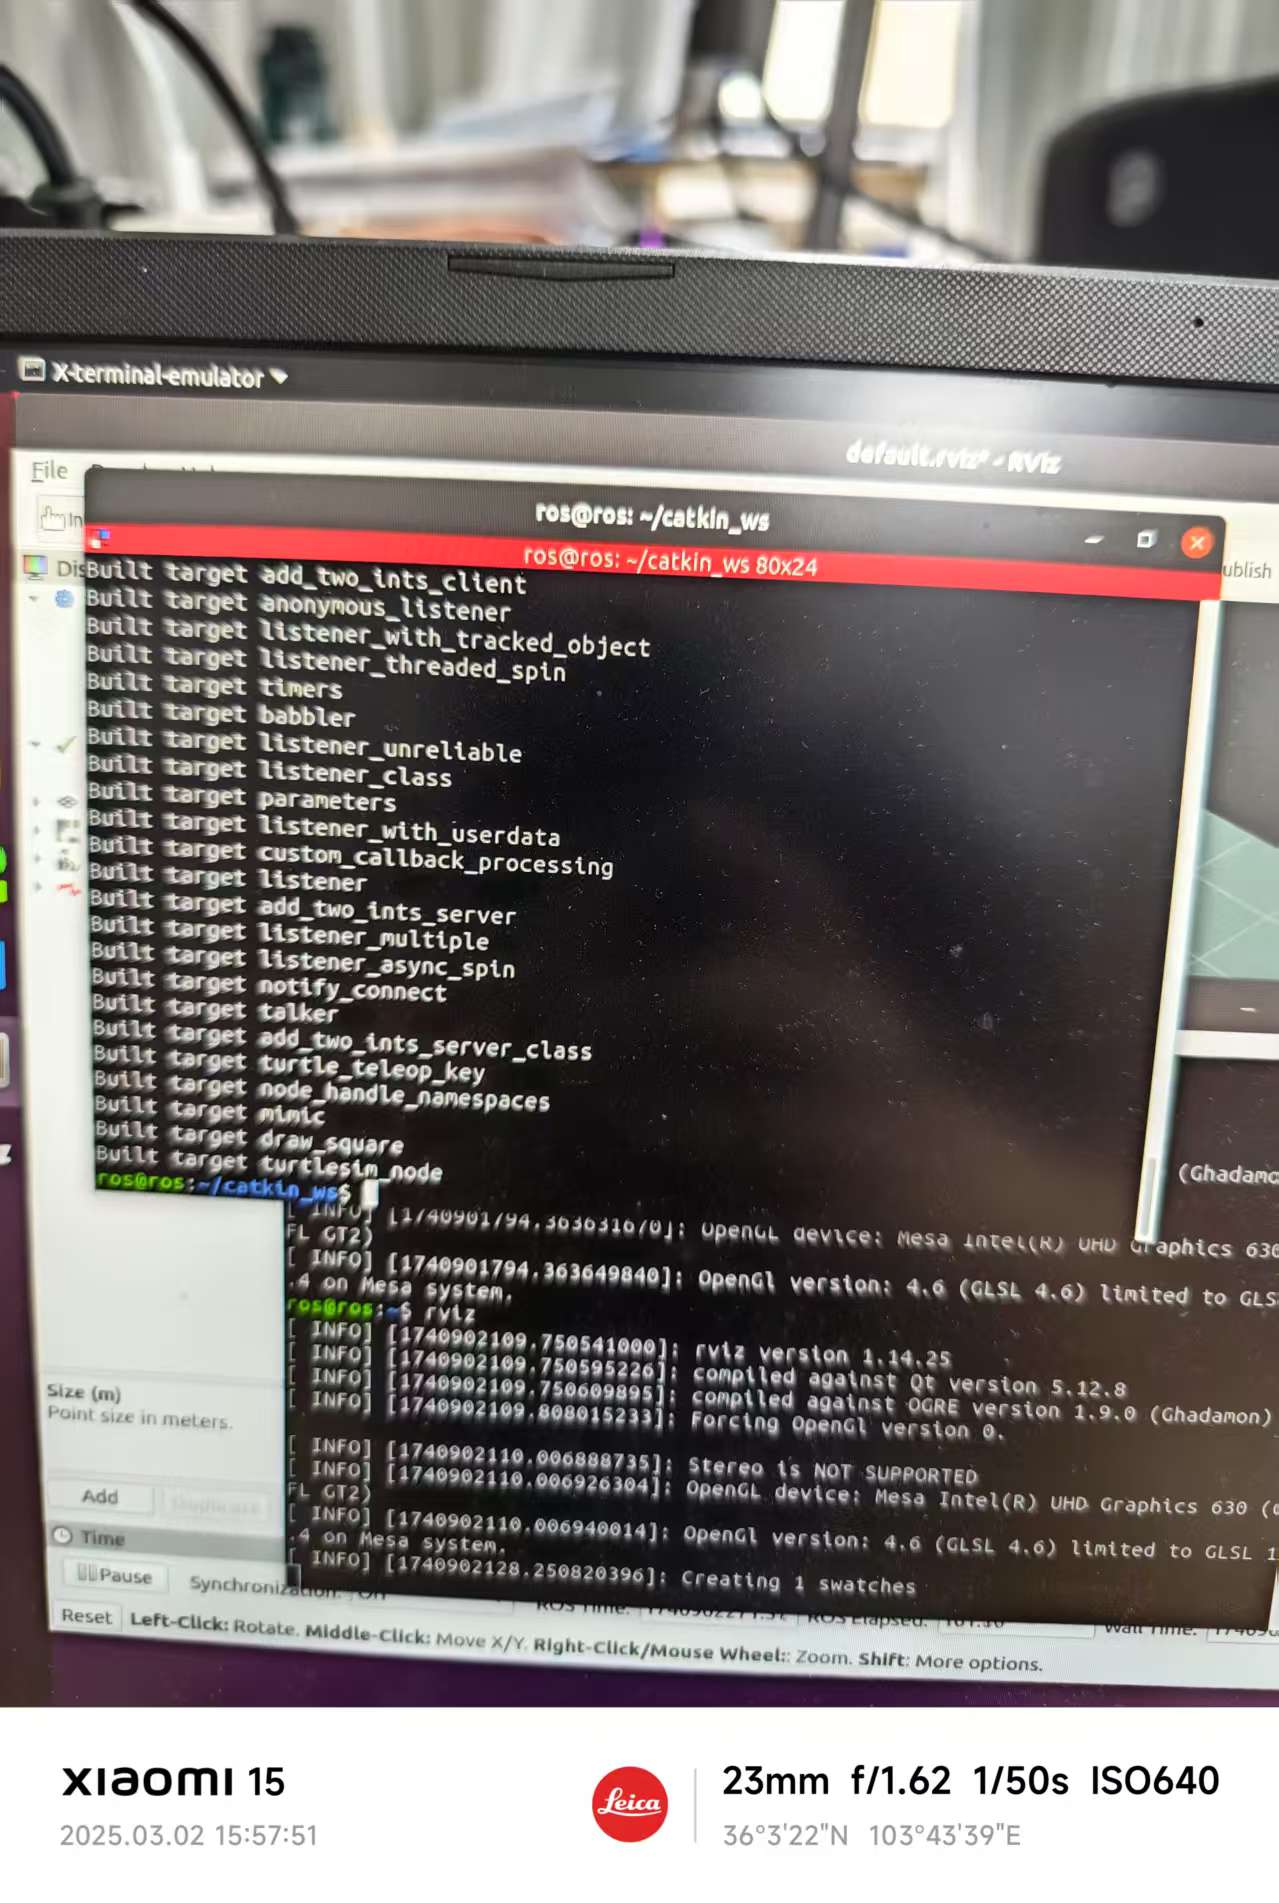 X-terminal-emulator
default.rviz* - RViz
File
ros@ros: ~/catkin_ws
In
ros@ros: ~/catkin_ws 80x24
Dis
ublish
Built target add_two_ints_client
Built target anonymous_listener
Built target listener_with_tracked_object
Built target listener_threaded_spin
Built target timers
Built target babbler
Built target listener_unreliable
Built target listener_class
Built target parameters
Built target listener_with_userdata
Built target custom_callback_processing
Built target listener
Built target add_two_ints_server
Built target listener_multiple
Built target listener_async_spin
Built target notify_connect
Built target talker
Built target add_two_ints_server_class
Built target turtle_teleop_key
Built target node_handle_namespaces
Built target mimic
Built target draw_square
Built target turtlesim_node
ros@ros:~/catkin_ws$
(Ghadamo
[ INFO] [1740901794.363631670]: OpenGL device: Mesa Intel(R) UHD Graphics 630
FL GT2)
[ INFO] [1740901794.363649840]: OpenGl version: 4.6 (GLSL 4.6) limited to GLS
.4 on Mesa system.
ros@ros:~$ rviz
[ INFO] [1740902109.750541000]: rviz version 1.14.25
[ INFO] [1740902109.750595226]: compiled against Qt version 5.12.8
[ INFO] [1740902109.750609895]: compiled against OGRE version 1.9.0 (Ghadamon)
[ INFO] [1740902109.808015233]: Forcing OpenGl version 0.
[ INFO] [1740902110.006888735]: Stereo is NOT SUPPORTED
[ INFO] [1740902110.006926304]: OpenGL device: Mesa Intel(R) UHD Graphics 630 (
FL GT2)
[ INFO] [1740902110.006940014]: OpenGl version: 4.6 (GLSL 4.6) limited to GLSL 1
.4 on Mesa system.
[ INFO] [1740902128.250820396]: Creating 1 swatches
Size (m)
Point size in meters.
Add Duplicate
Time
Pause Synchronization: Off ROS Time: ROS Elapsed: Wall Time:
Reset Left-Click: Rotate. Middle-Click: Move X/Y. Right-Click/Mouse Wheel:: Zoom. Shift: More options.
XIAOMI 15
2025.03.02 15:57:51
Leica
23mm f/1.62 1/50s ISO640
36°3'22"N 103°43'39"E